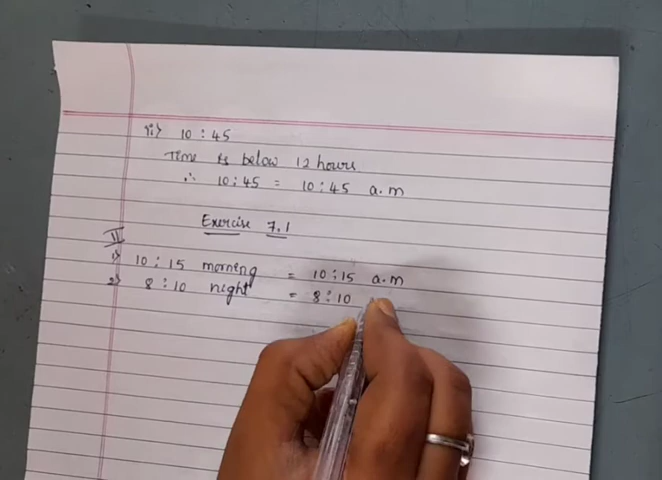 ii) 10 : 45
Time is below 12 hours
∴ 10:45 = 10:45 a.m
Exercise 7.1
II
1) 10 : 15 morning = 10:15 a.m
2) 8 : 10 night = 8:10